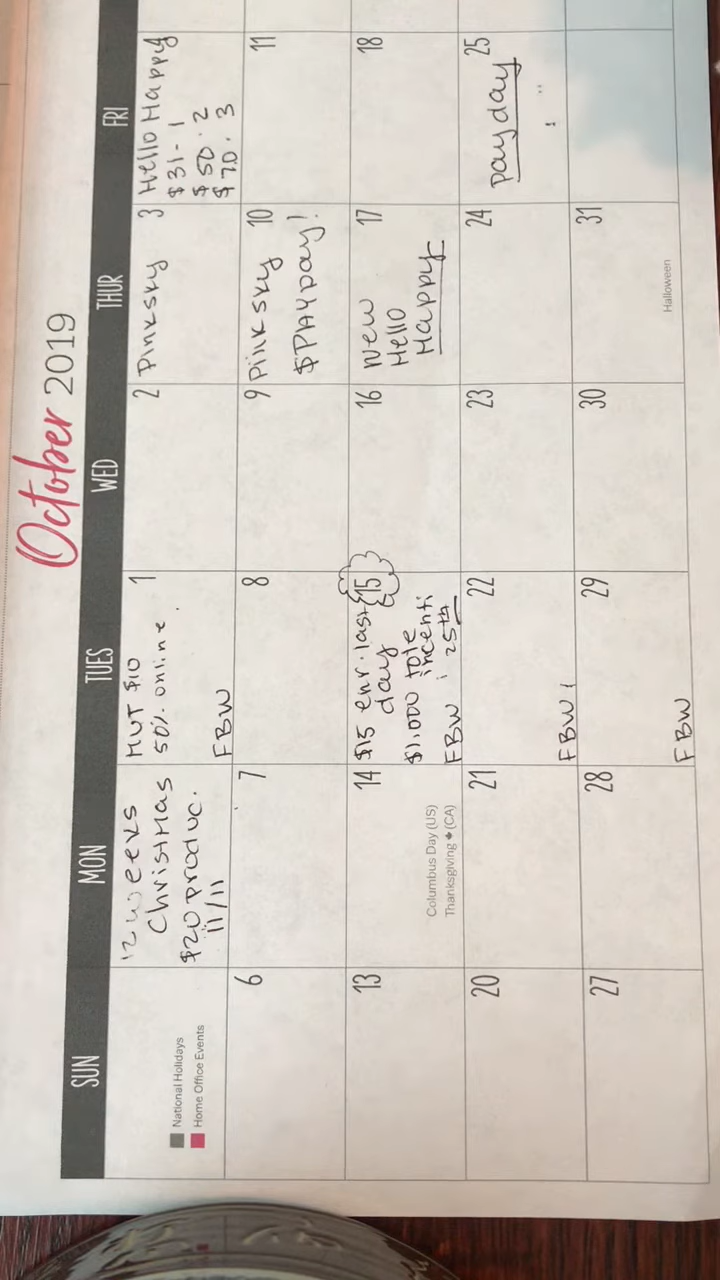 October 2019
SUN MON TUES WED THUR FRI
National Holidays
Home Office Events
12 weeks
Christmas
$20 produc.
11/11
1
MUT $10
50% online.
FBW
2
3
Pinksky
Hello Happy
$31 - 1
$50 . 2
$70 . 3
6
7
8
9
10
Pinksky
$PAYDAY!
11
13
14
Columbus Day (US)
Thanksgiving (CA)
15
$15 enr. last
day
$1,000 tote
incenti
FBW ! 25th
16
17
New
Hello
Happy
18
20
21
22
FBW !
23
24
25
payday
27
28
29
FBW
30
31
Halloween